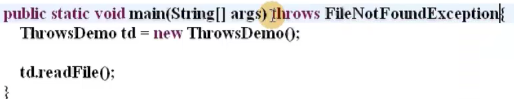 public static void main(String[] args) throws FileNotFoundException{
ThrowsDemo td = new ThrowsDemo();
td.readFile();
}